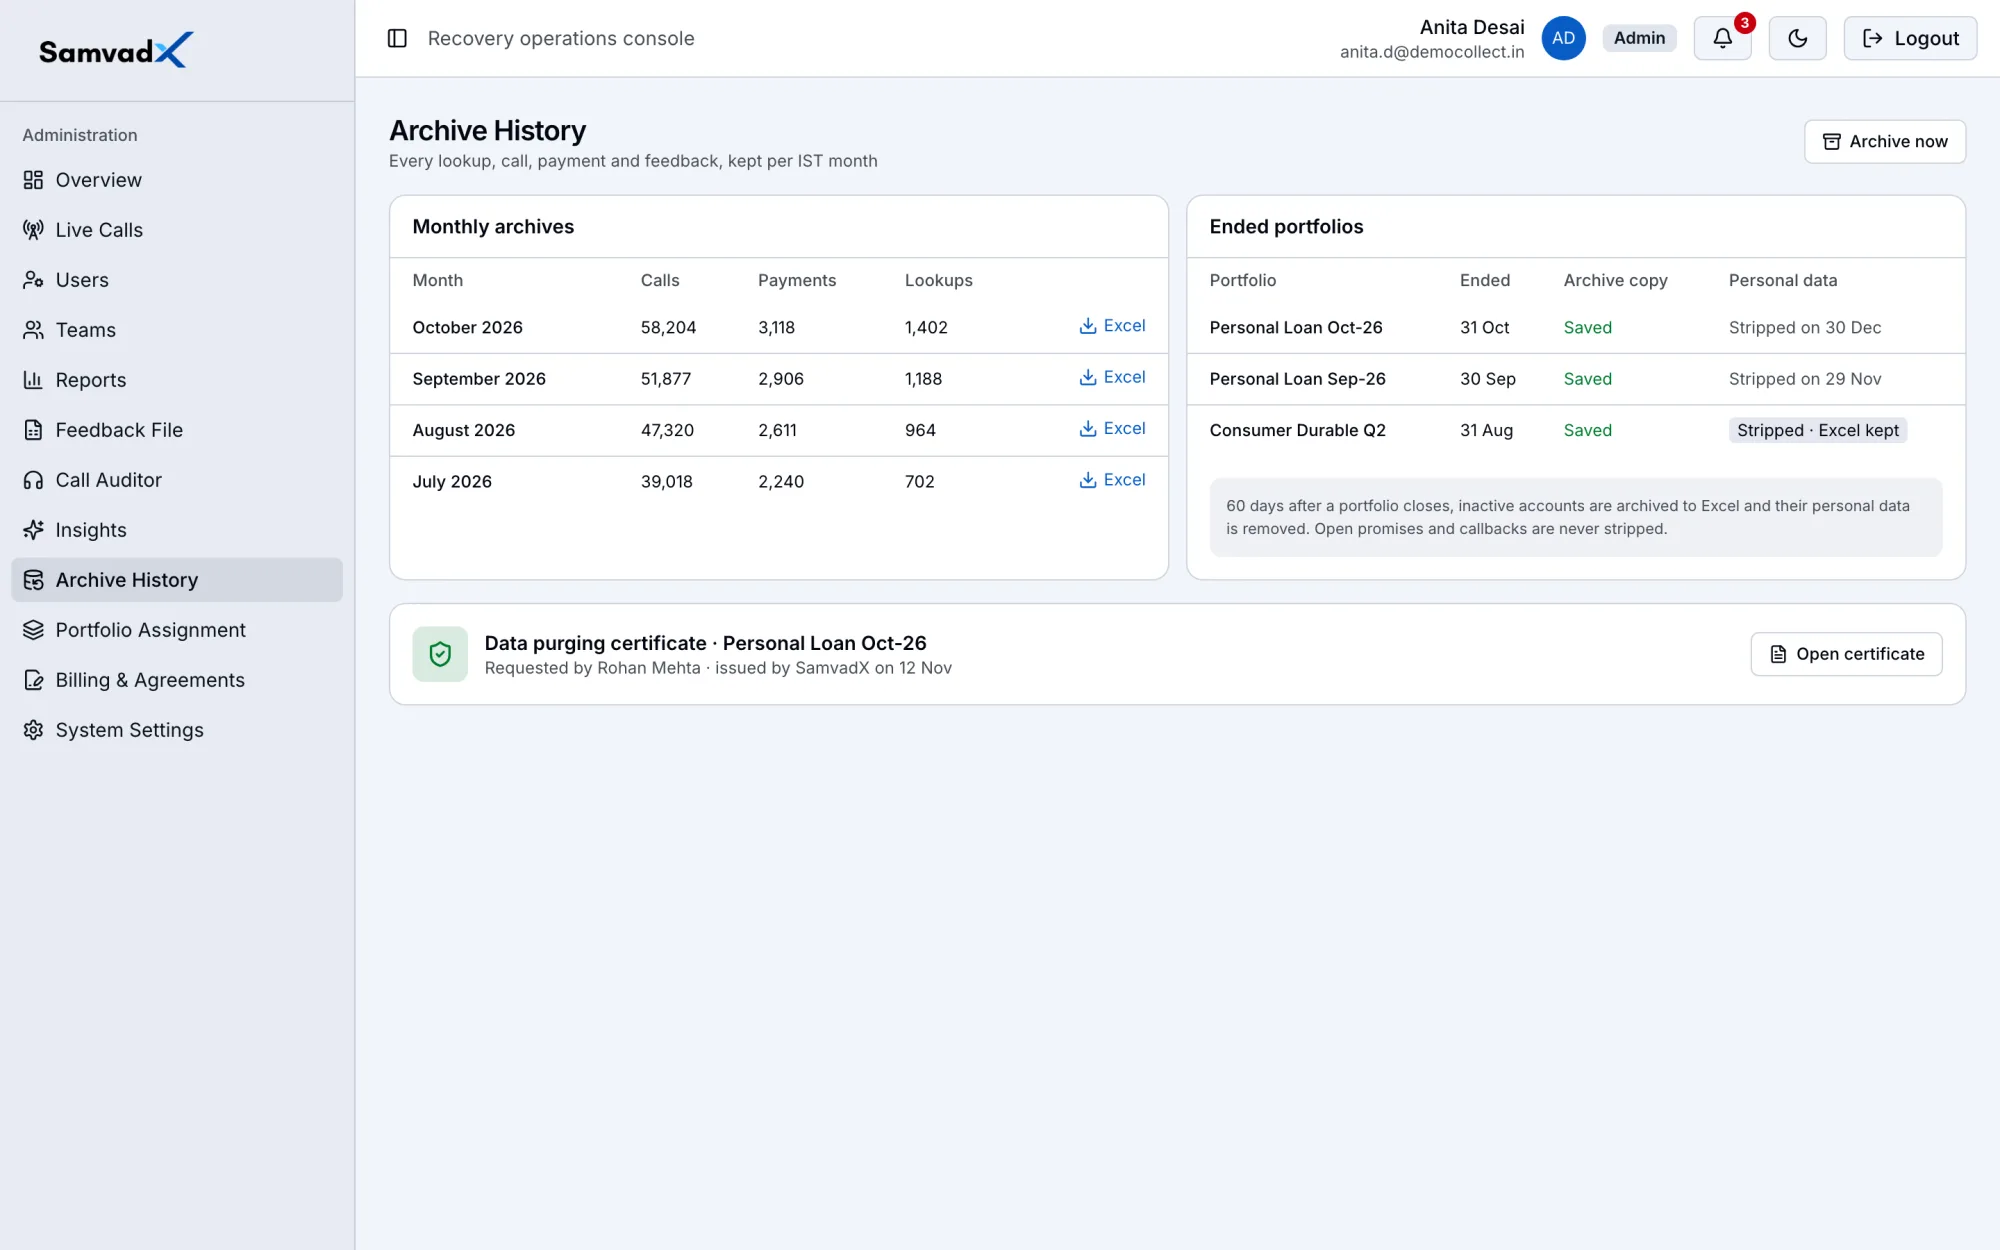 SamvadX
Administration
Overview
Live Calls
Users
Teams
Reports
Feedback File
Call Auditor
Insights
Archive History
Portfolio Assignment
Billing & Agreements
System Settings
Recovery operations console
Anita Desai
anita.d@democollect.in
AD
Admin
3
Logout
Archive History
Every lookup, call, payment and feedback, kept per IST month
Archive now
Monthly archives
Month Calls Payments Lookups
October 2026 58,204 3,118 1,402 Excel
September 2026 51,877 2,906 1,188 Excel
August 2026 47,320 2,611 964 Excel
July 2026 39,018 2,240 702 Excel
Ended portfolios
Portfolio Ended Archive copy Personal data
Personal Loan Oct-26 31 Oct Saved Stripped on 30 Dec
Personal Loan Sep-26 30 Sep Saved Stripped on 29 Nov
Consumer Durable Q2 31 Aug Saved Stripped · Excel kept
60 days after a portfolio closes, inactive accounts are archived to Excel and their personal data
is removed. Open promises and callbacks are never stripped.
Data purging certificate · Personal Loan Oct-26
Requested by Rohan Mehta · issued by SamvadX on 12 Nov
Open certificate